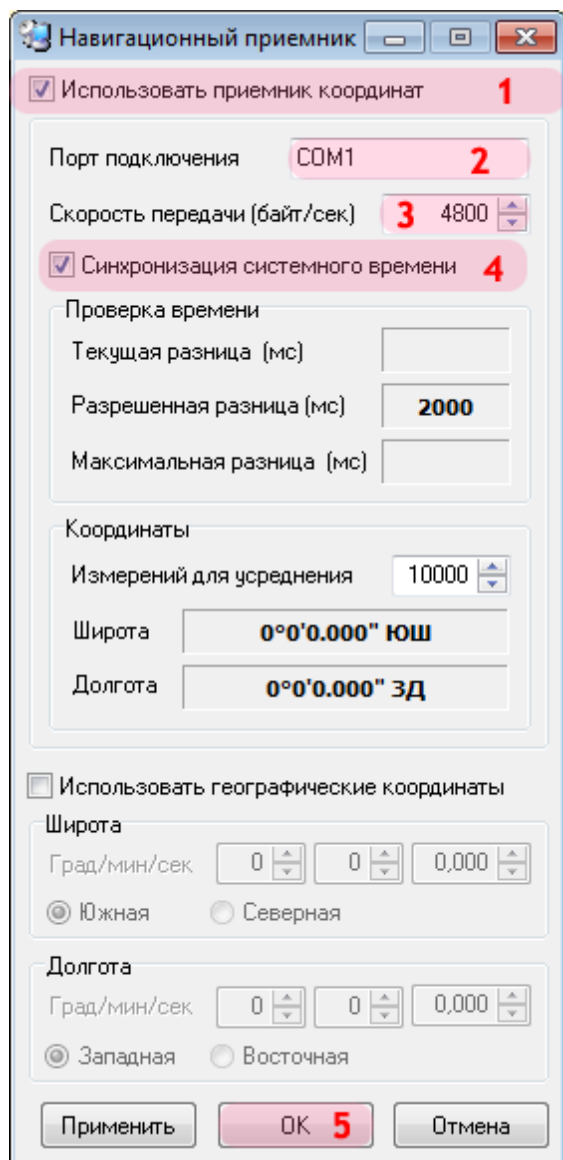 Навигационный приемник
Использовать приемник координат 1
Порт подключения COM1 2
Скорость передачи (байт/сек) 3 4800
Синхронизация системного времени 4
Проверка времени
Текущая разница (мс)
Разрешенная разница (мс) 2000
Максимальная разница (мс)
Координаты
Измерений для усреднения 10000
Широта 0°0'0.000" ЮШ
Долгота 0°0'0.000" ЗД
Использовать географические координаты
Широта
Град/мин/сек 0 0 0,000
Южная Северная
Долгота
Град/мин/сек 0 0 0,000
Западная Восточная
Применить OK 5 Отмена